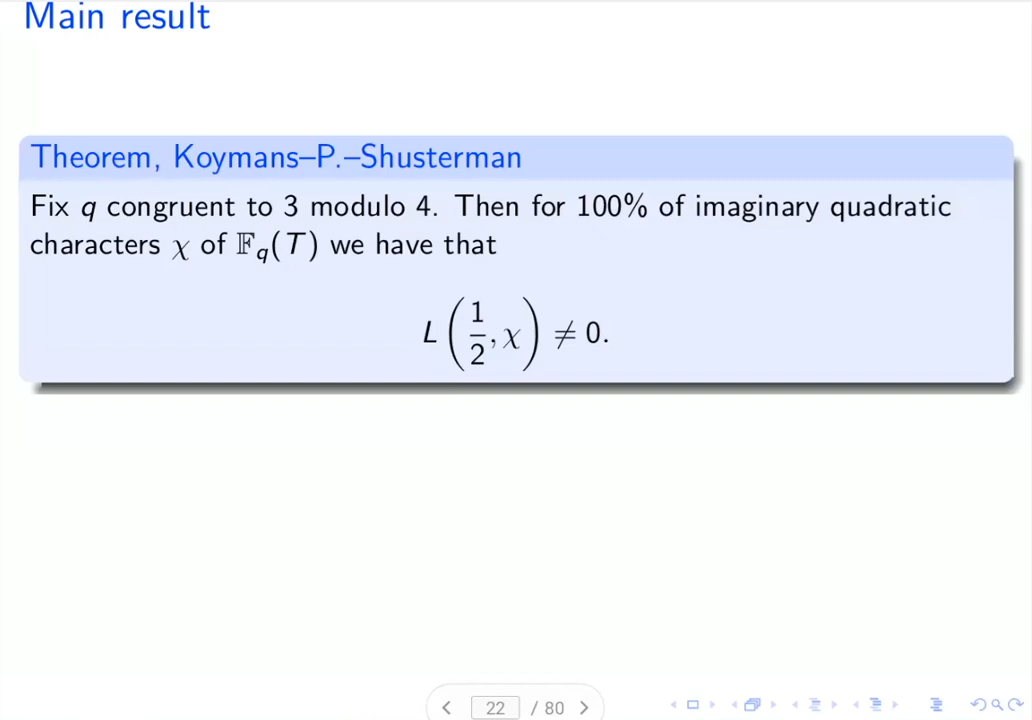 Main result
Theorem, Koymans–P.–Shusterman
Fix q congruent to 3 modulo 4. Then for 100% of imaginary quadratic
characters χ of 𝔽_q(T) we have that
L(1/2, χ) ≠ 0.
22 / 80